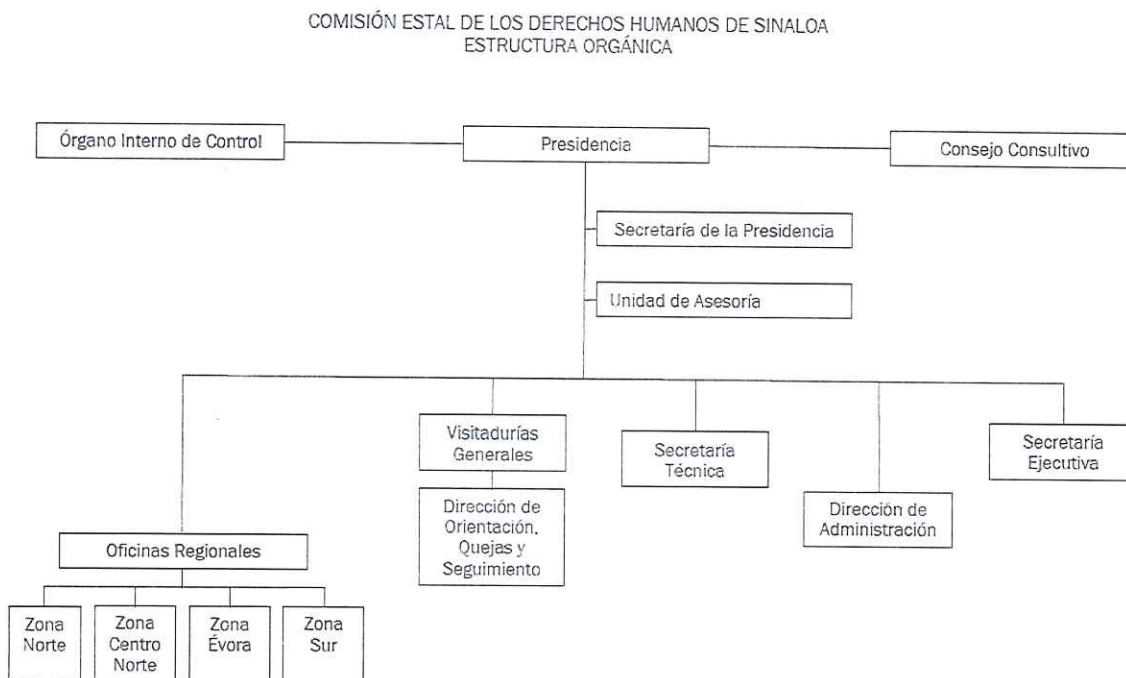 COMISIÓN ESTAL DE LOS DERECHOS HUMANOS DE SINALOA
ESTRUCTURA ORGÁNICA
Órgano Interno de Control
Presidencia
Consejo Consultivo
Secretaría de la Presidencia
Unidad de Asesoría
Visitadurías
Generales
Secretaría
Técnica
Secretaría
Ejecutiva
Dirección de
Orientación,
Quejas y
Seguimiento
Dirección de
Administración
Oficinas Regionales
Zona
Norte
Zona
Centro
Norte
Zona
Évora
Zona
Sur